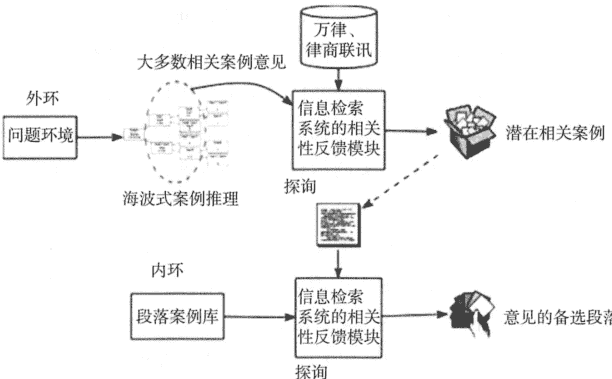 万律、
律商联讯
大多数相关案例意见
外环
问题环境
信息检索
系统的相关
性反馈模块
潜在相关案例
海波式案例推理
探询
内环
段落案例库
信息检索
系统的相关
性反馈模块
意见的备选段落
探询